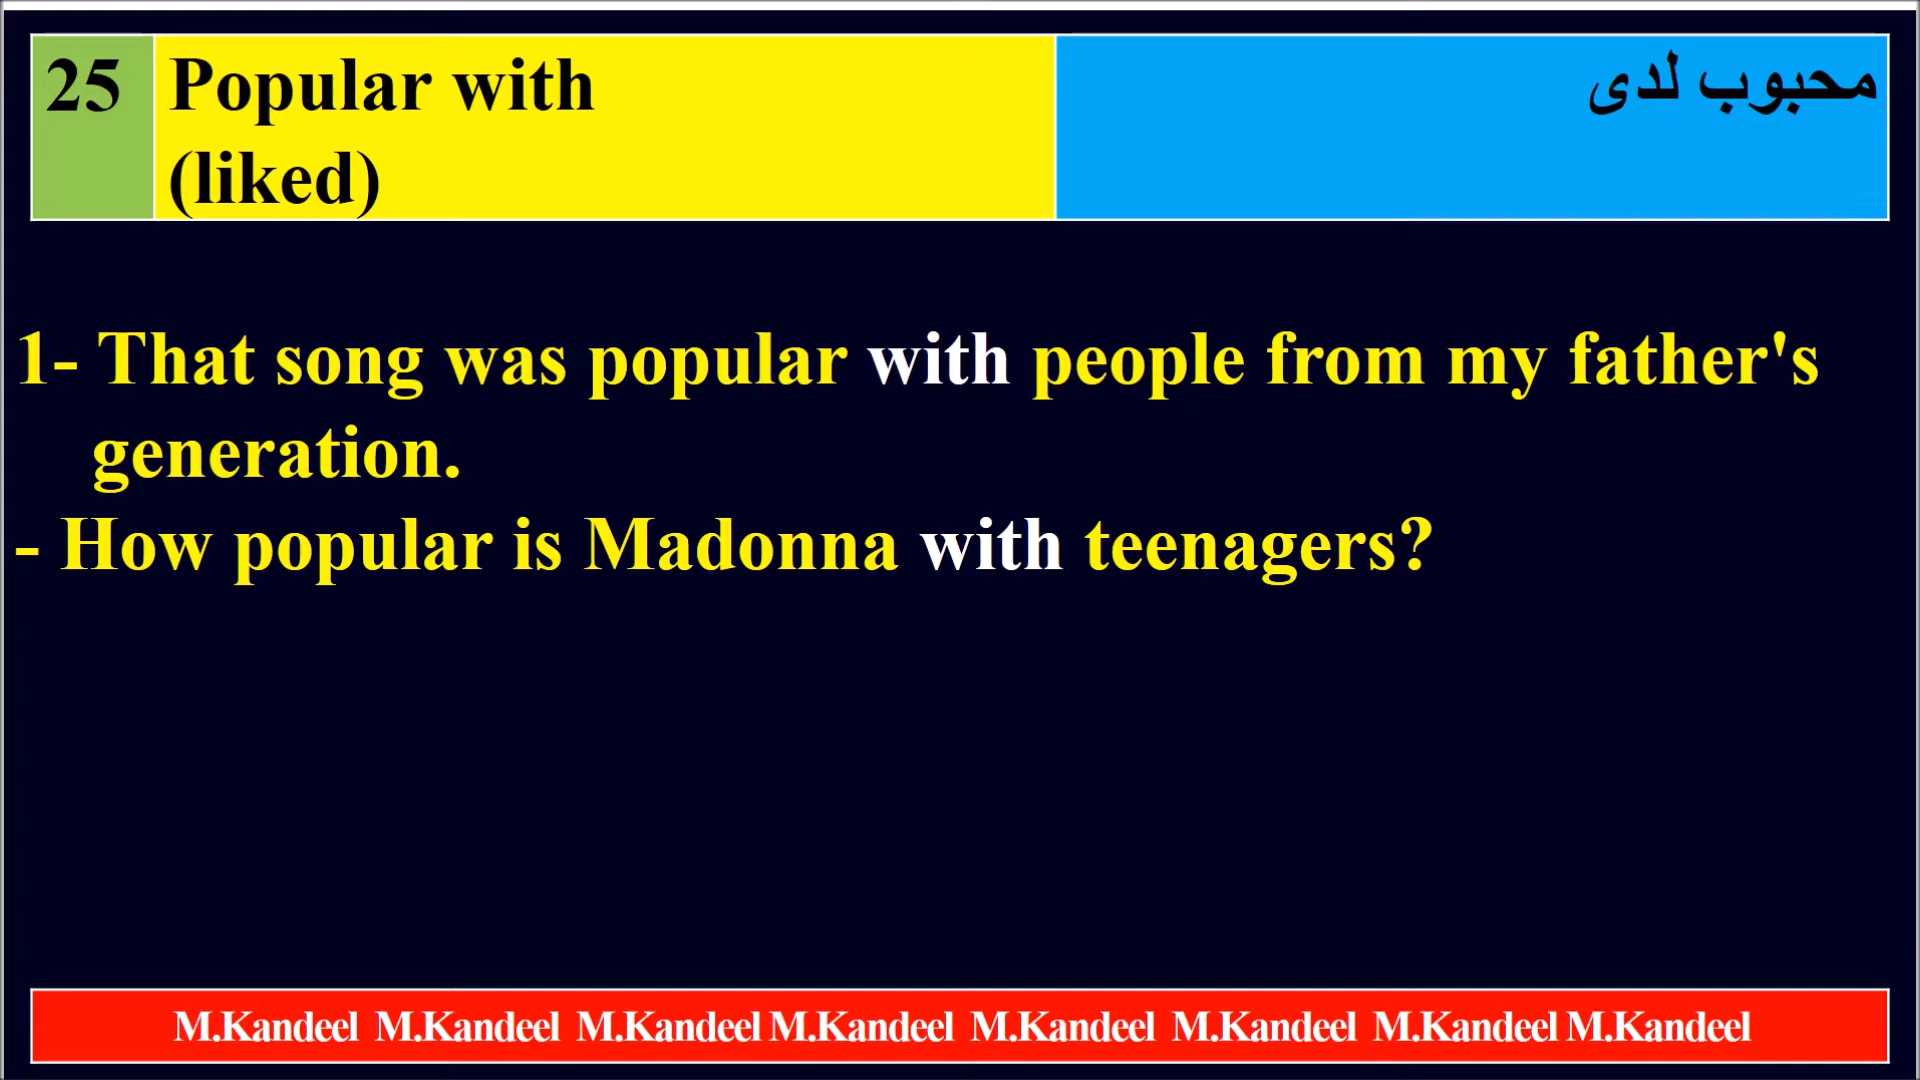 25 Popular with محبوب لدى
(liked)
1- That song was popular with people from my father's
generation.
- How popular is Madonna with teenagers?
M.Kandeel M.Kandeel M.Kandeel M.Kandeel M.Kandeel M.Kandeel M.Kandeel M.Kandeel